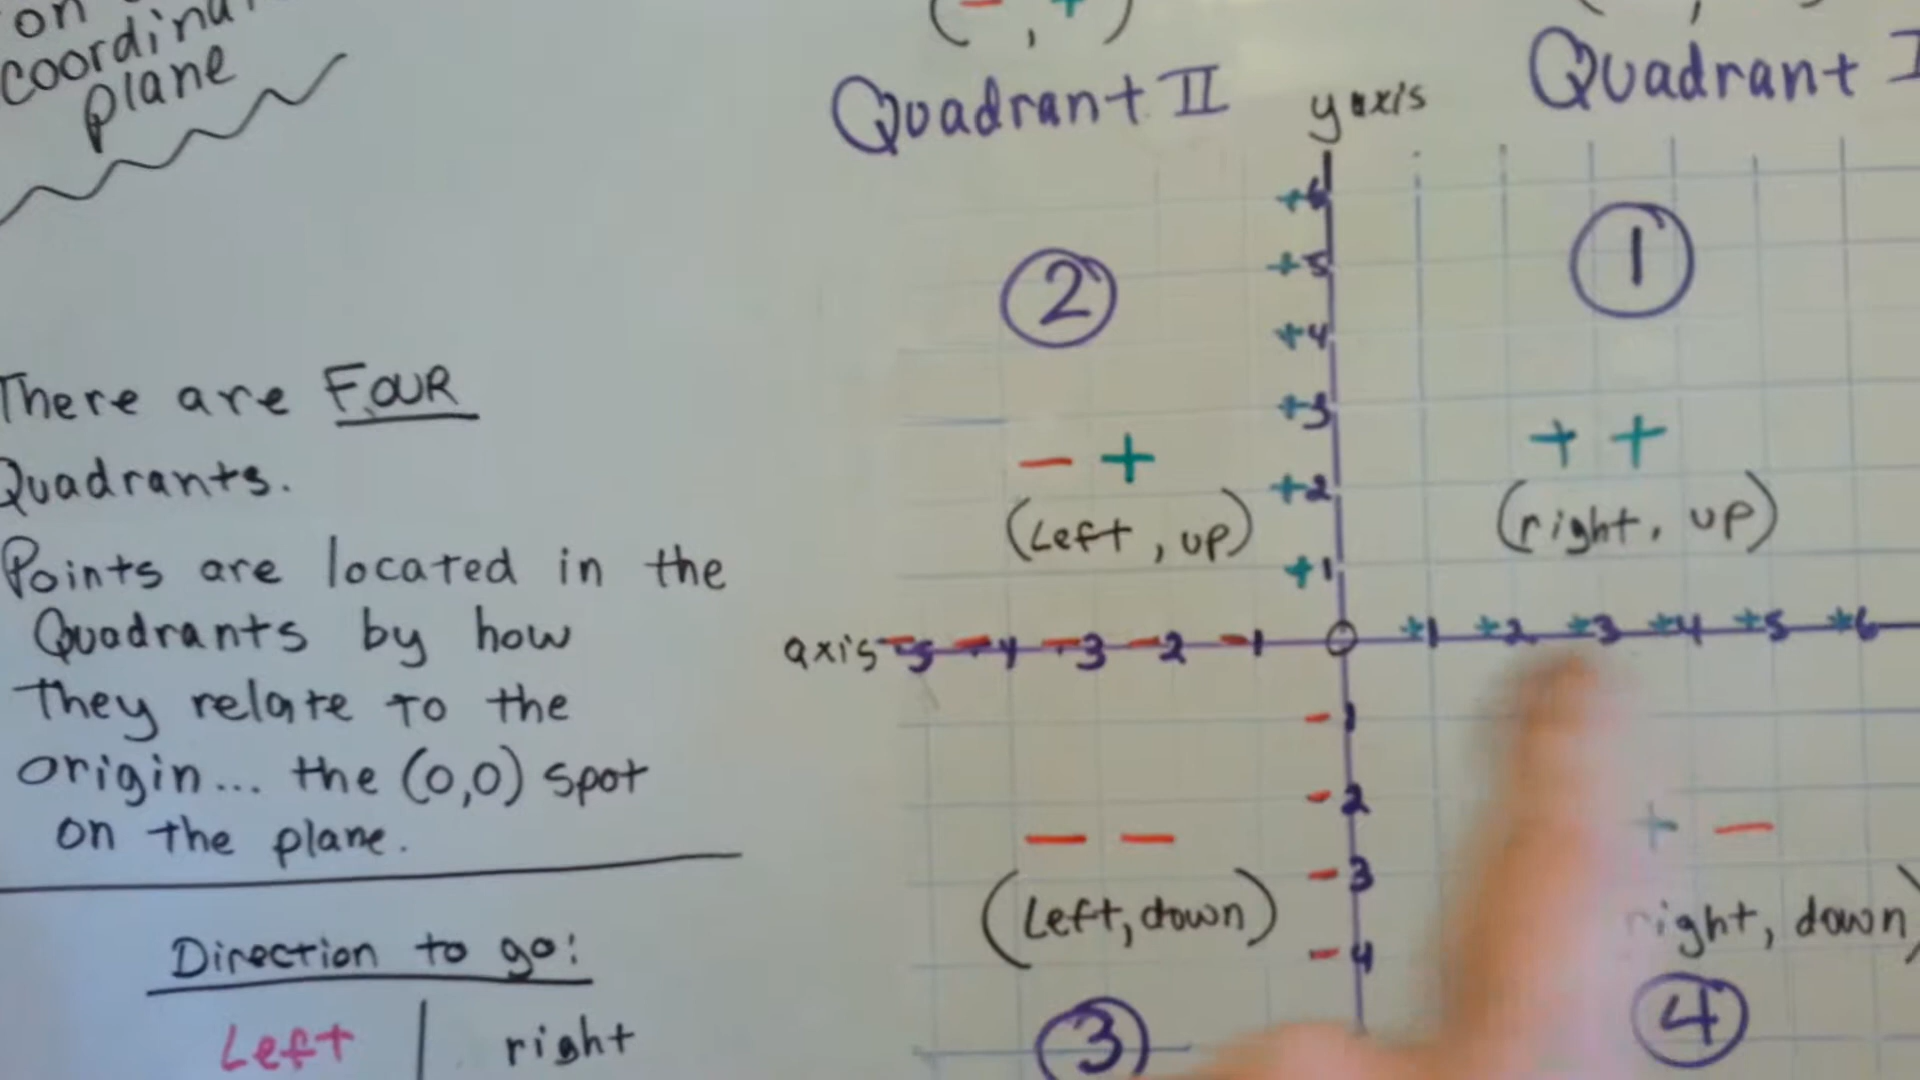 on
coordina
plane
There are FOUR
Quadrants.
Points are located in the
Quadrants by how
they relate to the
origin... the (0,0) spot
on the plane.
Direction to go:
Left | right
(-, +)
Quadrant II
y axis
Quadrant I
+6
+5
+4
+3
+2
+1
2
1
- +
(Left, up)
+ +
(right, up)
axis -5 -4 -3 -2 -1 0 +1 +2 +3 +4 +5 +6
-1
-2
-3
-4
- -
(Left, down)
3
+ -
right, down)
4